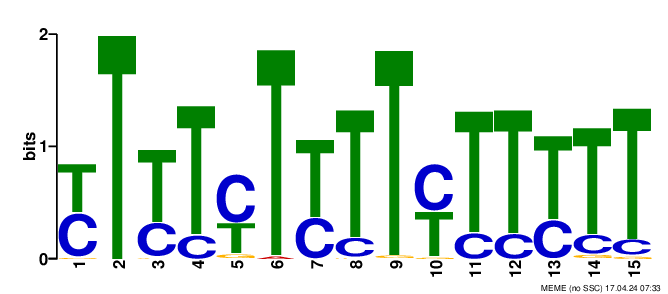 2
bits
1
0
T T T T C T T T T C T T T T T
C C C C T C C T C C C C C
1 2 3 4 5 6 7 8 9 10 11 12 13 14 15
MEME (no SSC) 17.04.24 07:33